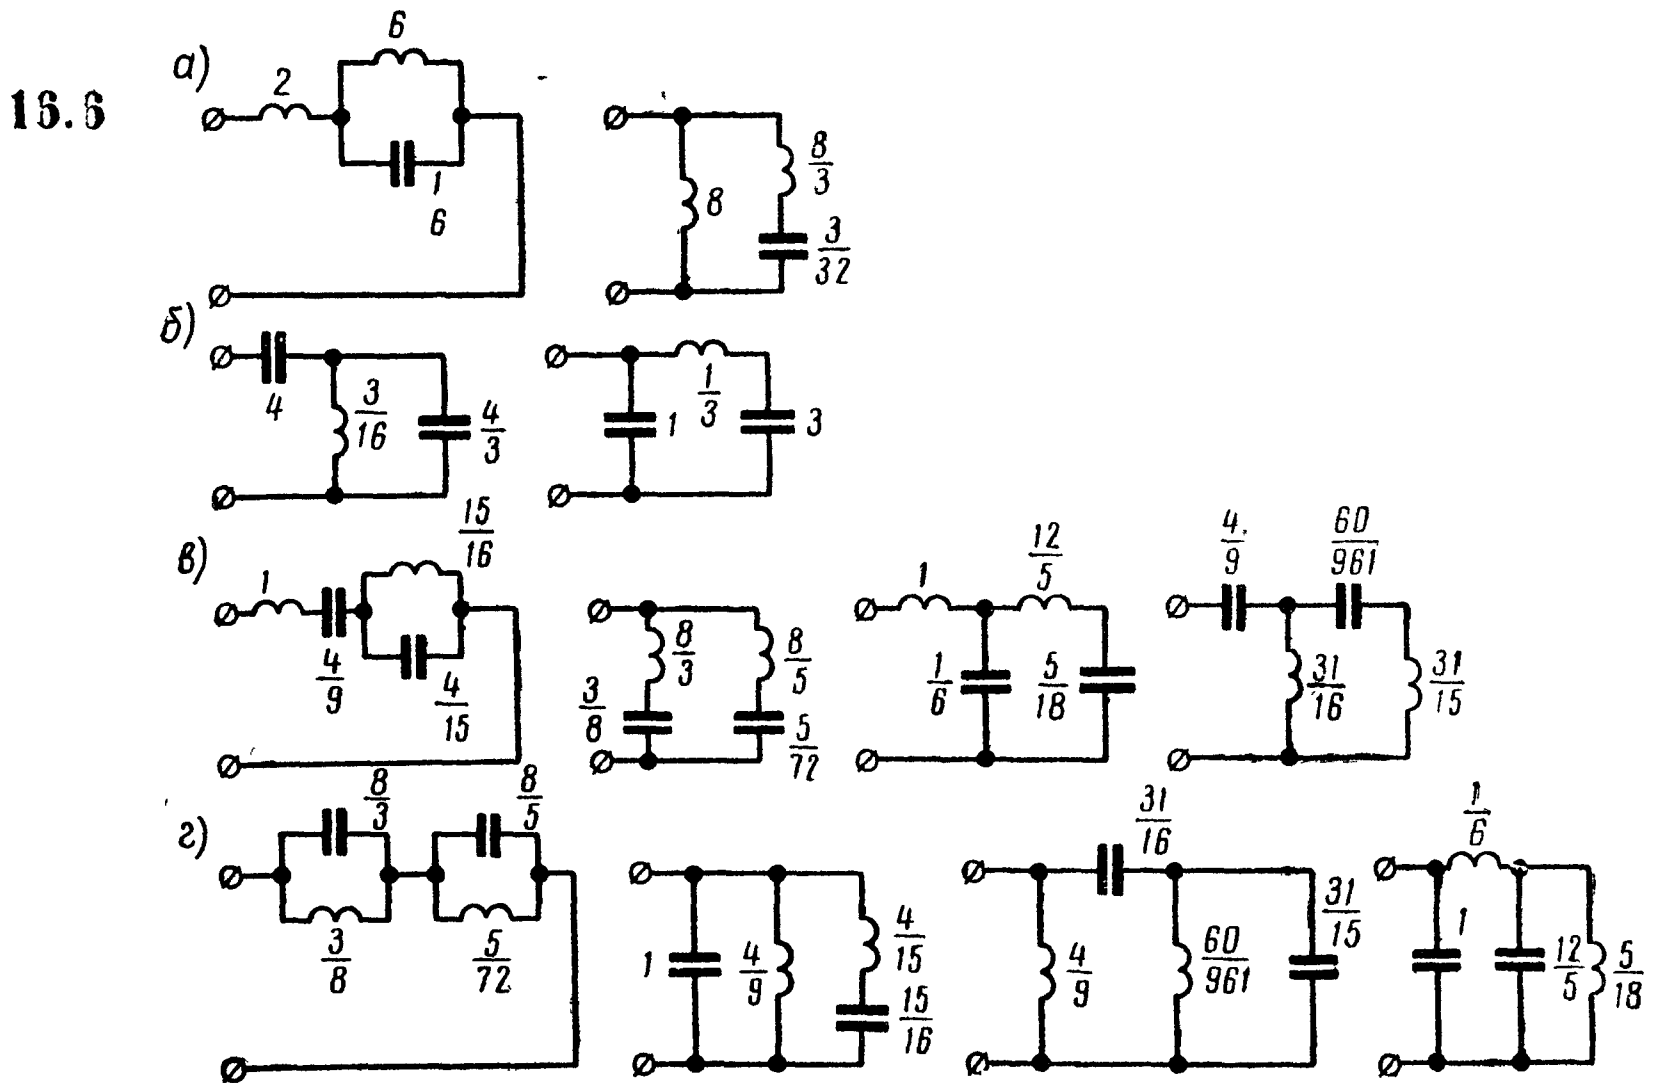 16.6
а) 2 6 1 6 8 8/3 3/32
б) 4 3/16 4/3 1 1/3 3
в) 1 4/9 15/16 4/15 3/8 8/3 8/5 5/72 1 12/5 1/6 5/18 4/9 60/961 31/16 31/15
г) 8/3 3/8 8/5 5/72 1 4/9 4/15 15/16 4/9 31/16 60/961 31/15 1 1/6 12/5 5/18